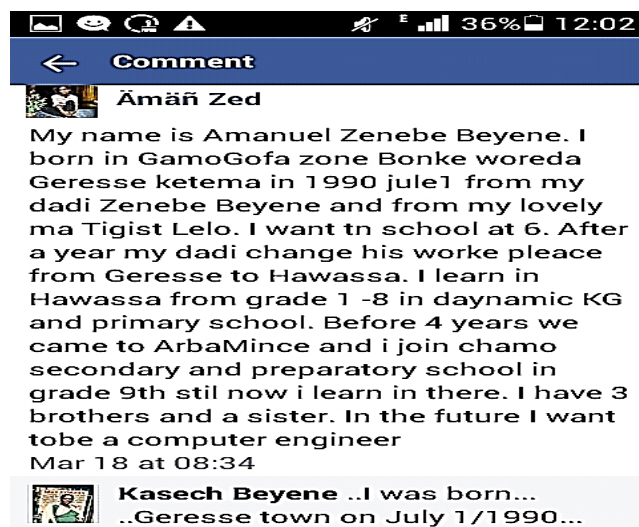 E 36% 12:02
Comment
Ämäñ Zed
My name is Amanuel Zenebe Beyene. I
born in GamoGofa zone Bonke woreda
Geresse ketema in 1990 jule1 from my
dadi Zenebe Beyene and from my lovely
ma Tigist Lelo. I want tn school at 6. After
a year my dadi change his worke pleace
from Geresse to Hawassa. I learn in
Hawassa from grade 1 -8 in daynamic KG
and primary school. Before 4 years we
came to ArbaMince and i join chamo
secondary and preparatory school in
grade 9th stil now i learn in there. I have 3
brothers and a sister. In the future I want
tobe a computer engineer
Mar 18 at 08:34
Kasech Beyene ..I was born...
..Geresse town on July 1/1990...